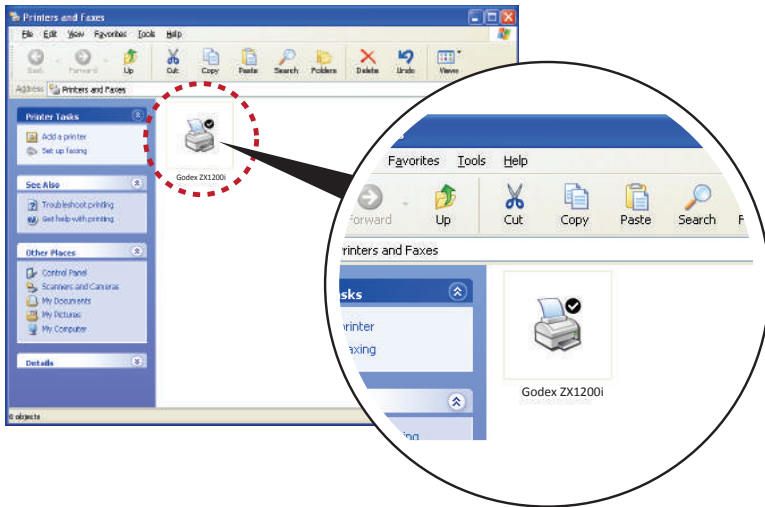 Printers and Faxes
File Edit View Favorites Tools Help
Back Forward Up Cut Copy Paste Search Folders Delete Undo Views
Address Printers and Faxes
Printer Tasks
Add a printer
Set up faxing
See Also
Troubleshoot printing
Get help with printing
Other Places
Control Panel
Scanners and Cameras
My Documents
My Pictures
My Computer
Details
Godex ZX1200i
0 objects
Favorites Tools Help
Forward Up Cut Copy Paste Search F
rinters and Faxes
sks
rinter
axing
Godex ZX1200i